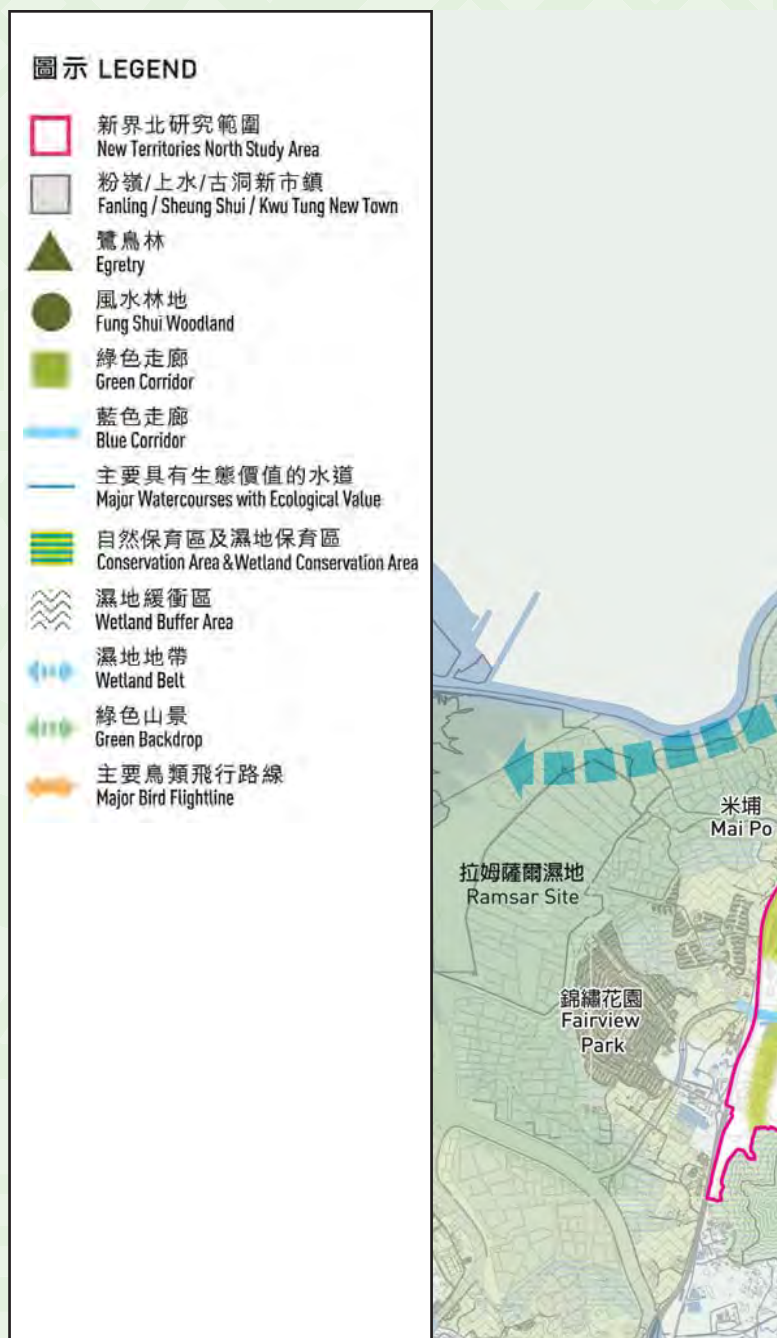 圖示 LEGEND
新界北研究範圍
New Territories North Study Area
粉嶺/上水/古洞新市鎮
Fanling / Sheung Shui / Kwu Tung New Town
鷺鳥林
Egretry
風水林地
Fung Shui Woodland
綠色走廊
Green Corridor
藍色走廊
Blue Corridor
主要具有生態價值的水道
Major Watercourses with Ecological Value
自然保育區及濕地保育區
Conservation Area & Wetland Conservation Area
濕地緩衝區
Wetland Buffer Area
濕地地帶
Wetland Belt
綠色山景
Green Backdrop
主要鳥類飛行路線
Major Bird Flightline
米埔
Mai Po
拉姆薩爾濕地
Ramsar Site
錦繡花園
Fairview
Park